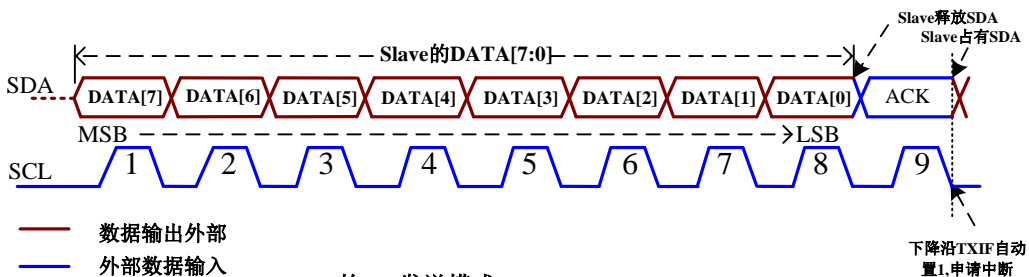 Slave释放SDA
Slave占有SDA
Slave的DATA[7:0]
SDA
DATA[7] DATA[6] DATA[5] DATA[4] DATA[3] DATA[2] DATA[1] DATA[0] ACK
MSB LSB
SCL
1 2 3 4 5 6 7 8 9
数据输出外部
外部数据输入
下降沿TXIF自动
置1,申请中断